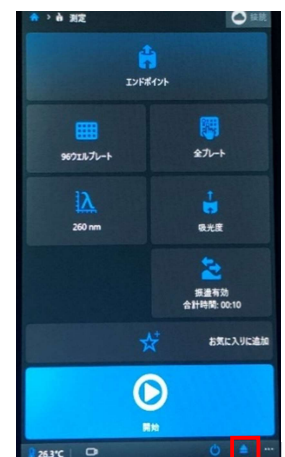 測定
接続
エンドポイント
96ウェルプレート
全プレート
260 nm
吸光度
振盪有効
合計時間: 00:10
お気に入りに追加
開始
26.3°C